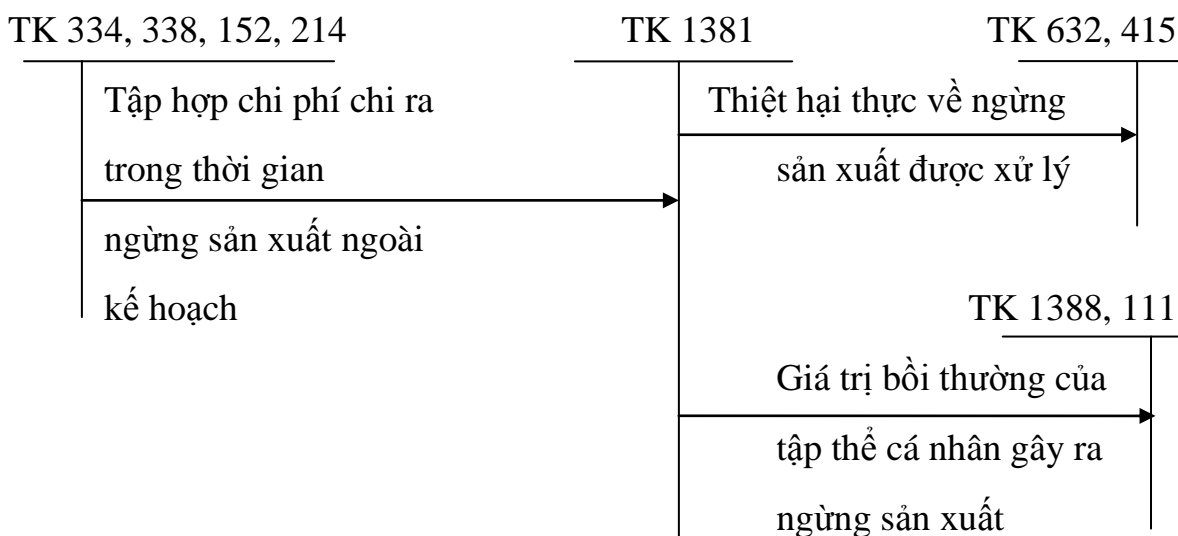 TK 334, 338, 152, 214
TK 1381
TK 632, 415
Tập hợp chi phí chi ra
trong thời gian
ngừng sản xuất ngoài
kế hoạch
Thiệt hại thực về ngừng
sản xuất được xử lý
TK 1388, 111
Giá trị bồi thường của
tập thể cá nhân gây ra
ngừng sản xuất